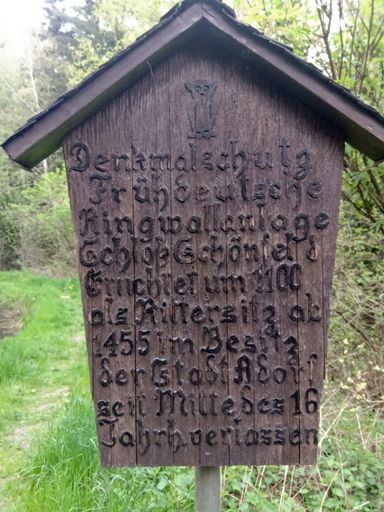 Denkmalschutz
Frühdeutsche
Ringwallanlage
Schloß Schönfeld
Errichtet um 1100
als Rittersitz, ab
1455 im Besitz
der Stadt Adorf
seit Mitte des 16
Jahrh. verlassen